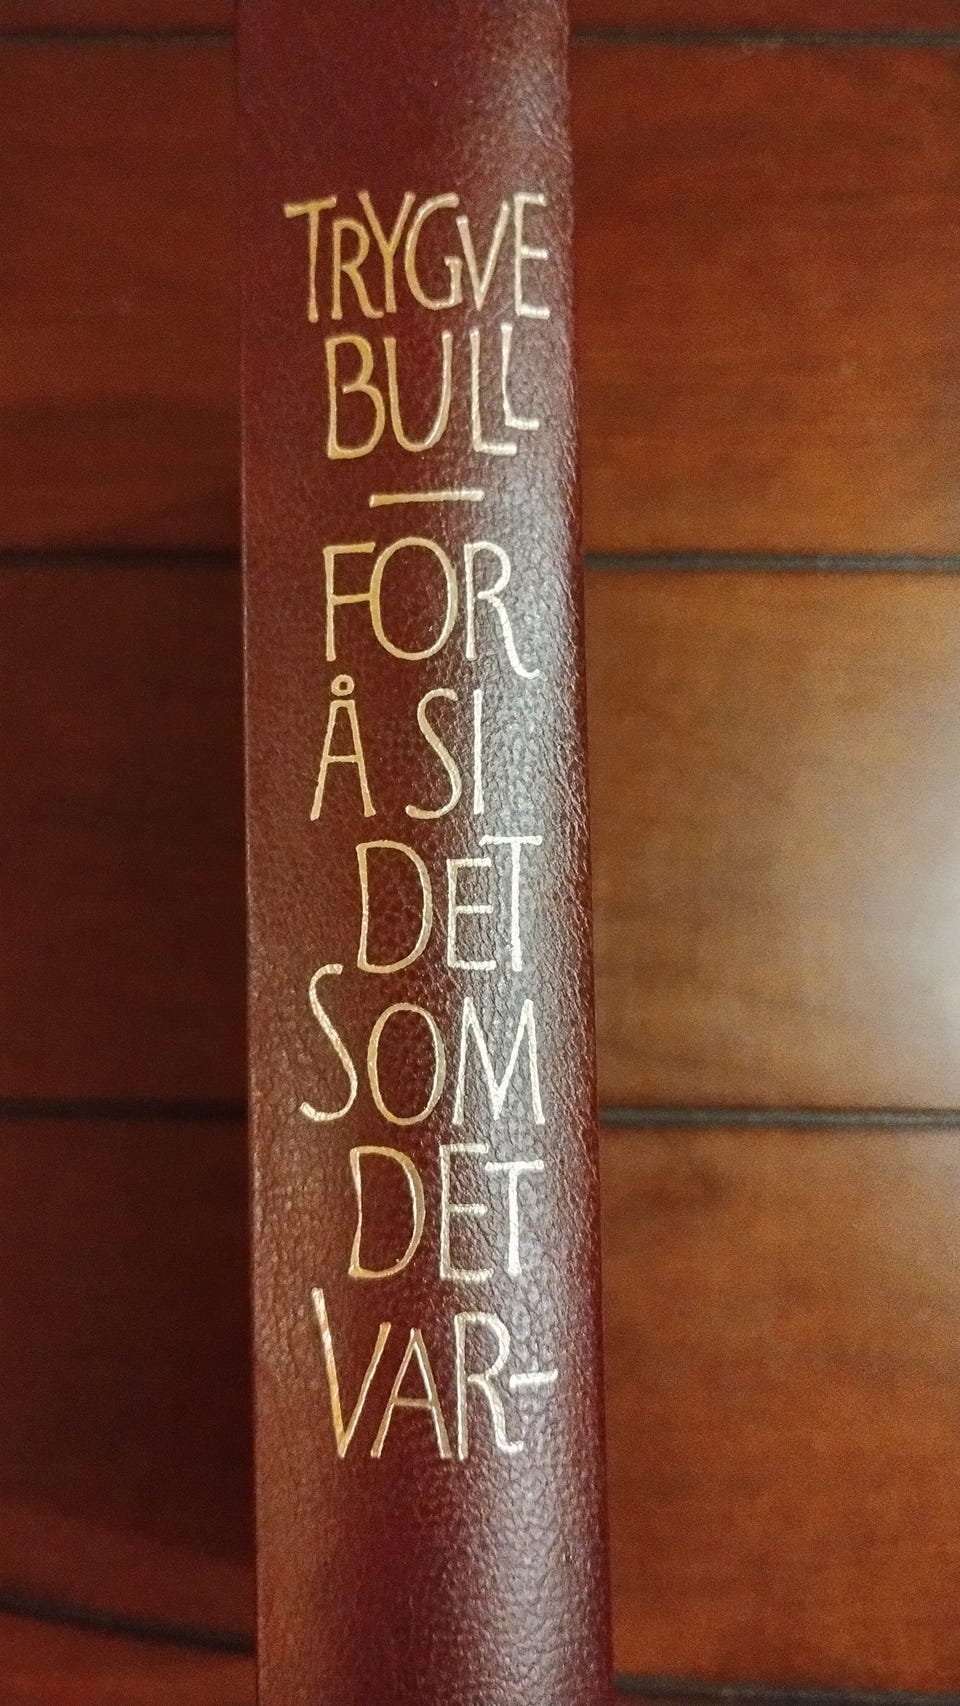 TRYGVE
BULL
—
FOR
Å SI
DET
SOM
DET
VAR-